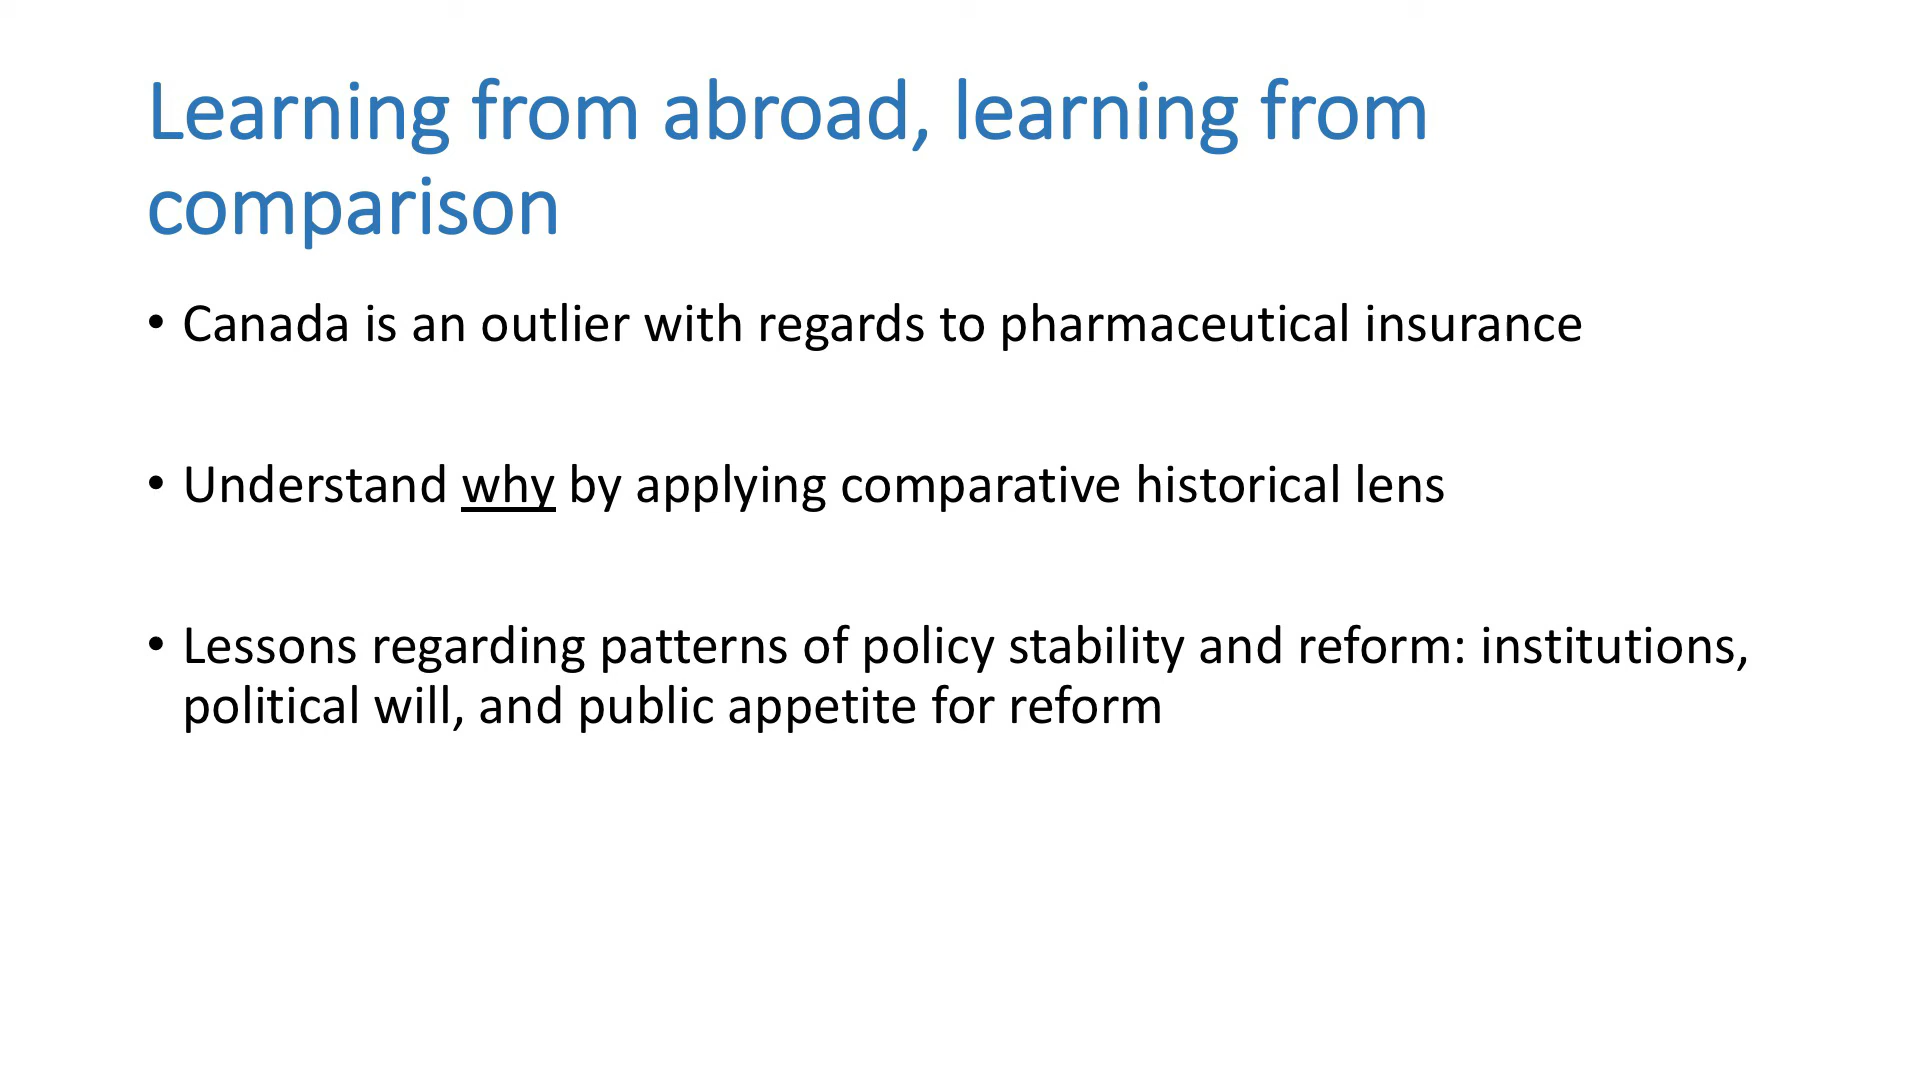 Learning from abroad, learning from
comparison
• Canada is an outlier with regards to pharmaceutical insurance
• Understand why by applying comparative historical lens
• Lessons regarding patterns of policy stability and reform: institutions,
political will, and public appetite for reform